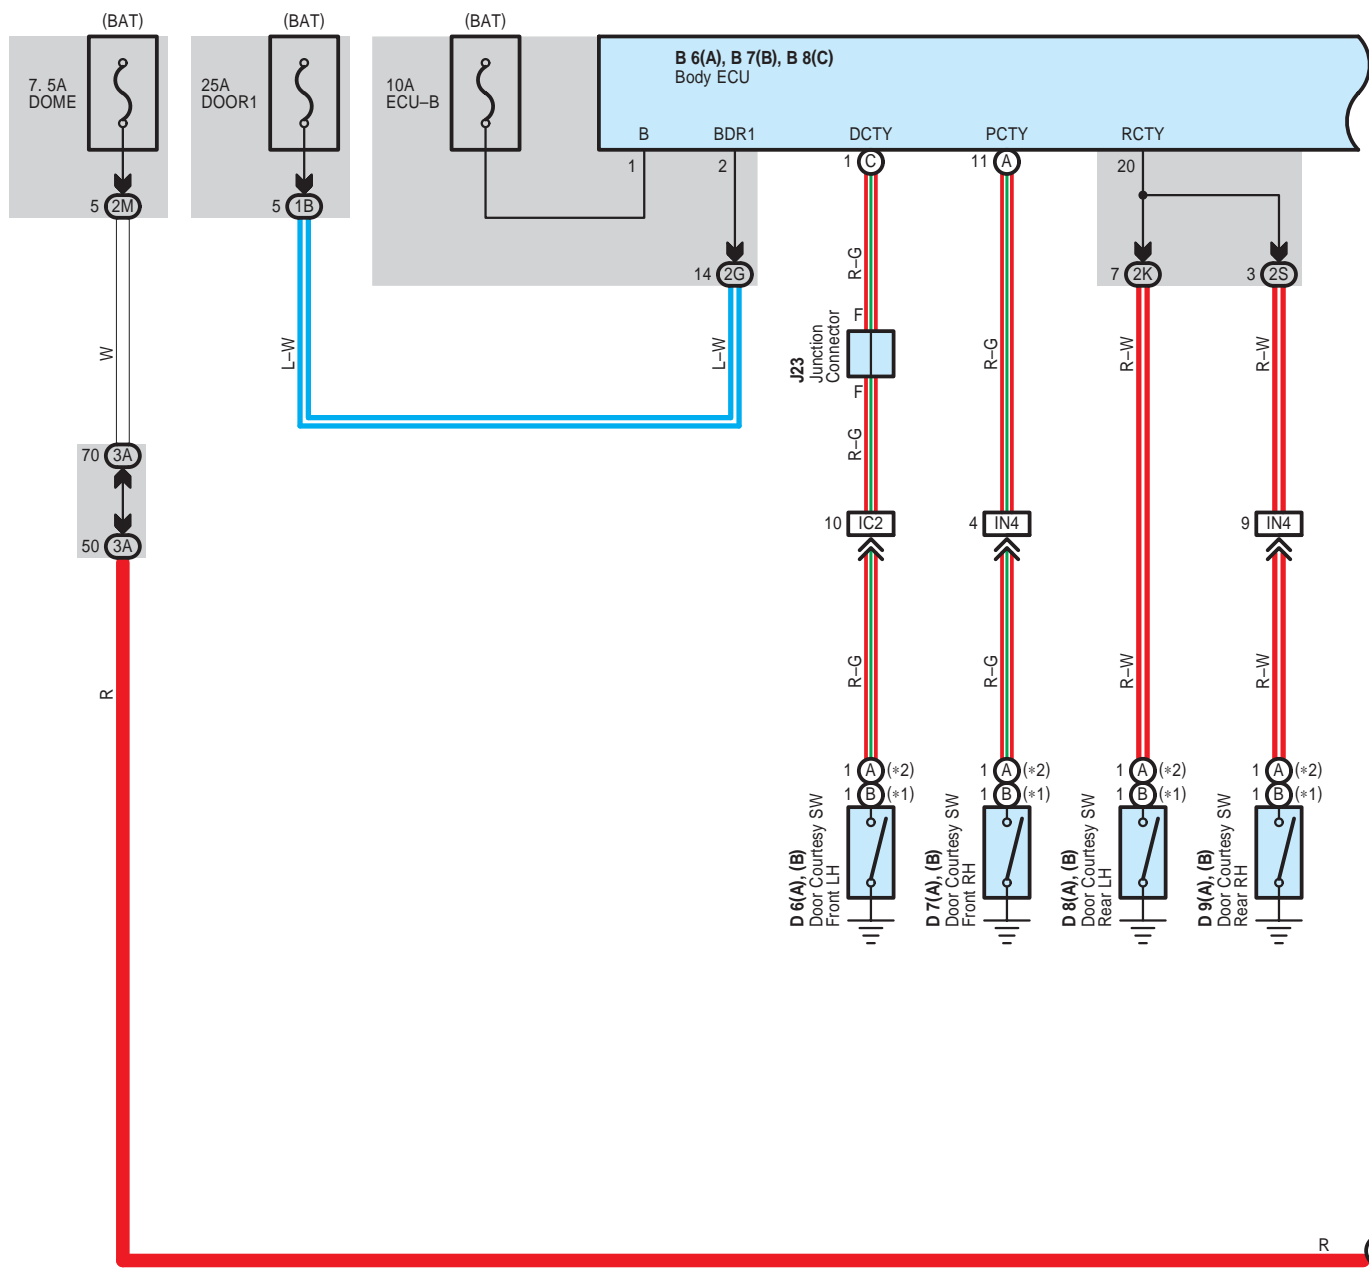 (BAT)
(BAT)
(BAT)
7. 5A
DOME
25A
DOOR1
10A
ECU–B
B 6(A), B 7(B), B 8(C)
Body ECU
B
BDR1
DCTY
PCTY
RCTY
1
2
1 C
11 A
20
5 2M
5 1B
14 2G
7 2K
3 2S
W
L–W
L–W
R–G
F
J23
Junction
Connector
F
R–G
R–G
R–W
R–W
70 3A
50 3A
10 IC2
4 IN4
9 IN4
R
R–G
R–G
R–W
R–W
1 A (*2)
1 A (*2)
1 A (*2)
1 A (*2)
1 B (*1)
1 B (*1)
1 B (*1)
1 B (*1)
D 6(A), (B)
Door Courtesy SW
Front LH
D 7(A), (B)
Door Courtesy SW
Front RH
D 8(A), (B)
Door Courtesy SW
Rear LH
D 9(A), (B)
Door Courtesy SW
Rear RH
R